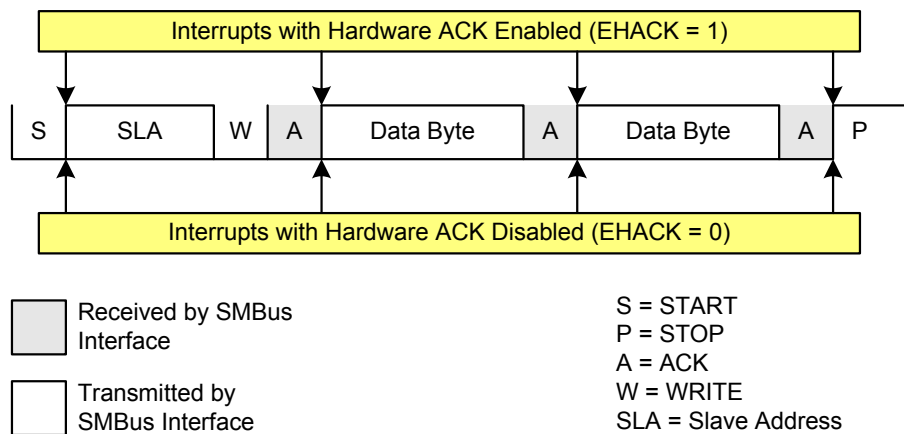 Interrupts with Hardware ACK Enabled (EHACK = 1)
S SLA W A Data Byte A Data Byte A P
Interrupts with Hardware ACK Disabled (EHACK = 0)
Received by SMBus
Interface
Transmitted by
SMBus Interface
S = START
P = STOP
A = ACK
W = WRITE
SLA = Slave Address